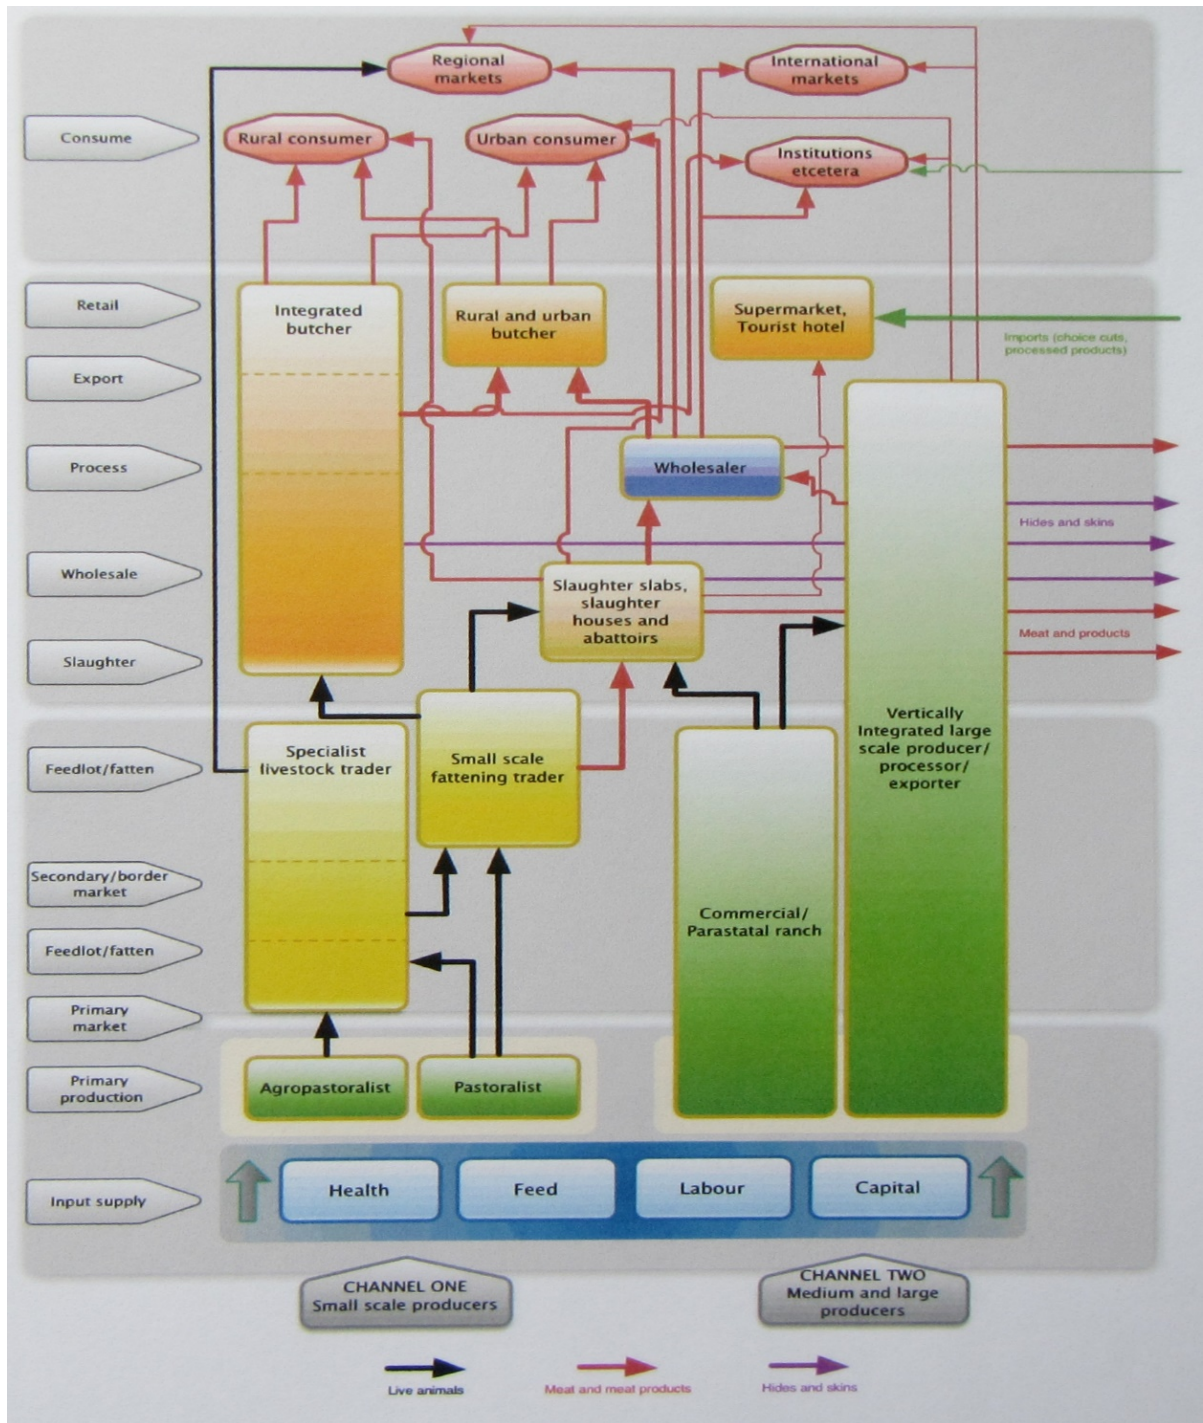 Regional
markets
International
markets
Consume
Rural consumer
Urban consumer
Institutions
etcetera
Retail
Integrated
butcher
Rural and urban
butcher
Supermarket,
Tourist hotel
Imports (choice cuts,
processed products)
Export
Process
Wholesaler
Hides and skins
Wholesale
Slaughter slabs,
slaughter
houses and
abattoirs
Meat and products
Slaughter
Vertically
Integrated large
scale producer/
processor/
exporter
Feedlot/fatten
Specialist
livestock trader
Small scale
fattening trader
Secondary/border
market
Commercial/
Parastatal ranch
Feedlot/fatten
Primary
market
Primary
production
Agropastoralist
Pastoralist
Input supply
Health
Feed
Labour
Capital
CHANNEL ONE
Small scale producers
CHANNEL TWO
Medium and large
producers
Live animals
Meat and meat products
Hides and skins